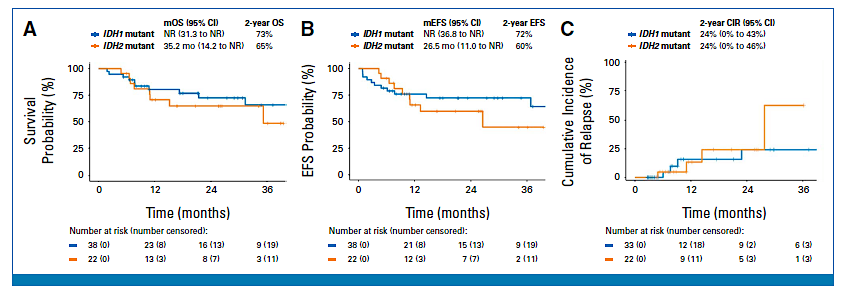 A
mOS (95% CI) 2-year OS
IDH1 mutant NR (31.3 to NR) 73%
IDH2 mutant 35.2 mo (14.2 to NR) 65%
Survival
Probability (%)
100
75
50
25
0
0 12 24 36
Time (months)
Number at risk (number censored):
38 (0) 23 (8) 16 (13) 9 (19)
22 (0) 13 (3) 8 (7) 3 (11)
B
mEFS (95% CI) 2-year EFS
IDH1 mutant NR (36.8 to NR) 72%
IDH2 mutant 26.5 mo (11.0 to NR) 60%
EFS Probability (%)
100
75
50
25
0
0 12 24 36
Time (months)
Number at risk (number censored):
38 (0) 21 (8) 15 (13) 9 (19)
22 (0) 12 (3) 7 (7) 2 (11)
C
2-year CIR (95% CI)
IDH1 mutant 24% (0% to 43%)
IDH2 mutant 24% (0% to 46%)
Cumulative Incidence
of Relapse (%)
100
75
50
25
0
0 12 24 36
Time (months)
Number at risk (number censored):
33 (0) 12 (18) 9 (2) 6 (3)
22 (0) 9 (11) 5 (3) 1 (3)